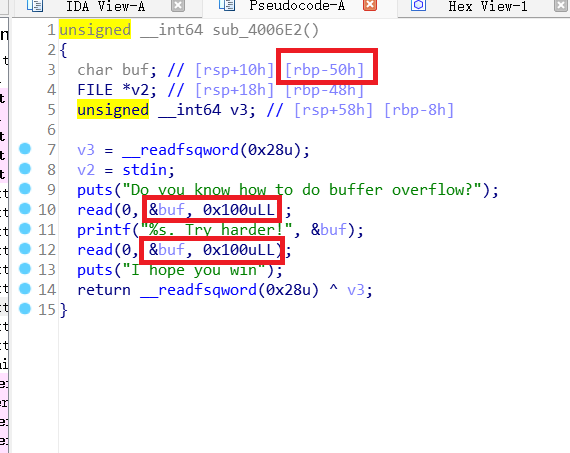 IDA View-A Pseudocode-A Hex View-1
1 unsigned __int64 sub_4006E2()
2 {
3 char buf; // [rsp+10h] [rbp-50h]
4 FILE *v2; // [rsp+18h] [rbp-48h]
5 unsigned __int64 v3; // [rsp+58h] [rbp-8h]
6
7 v3 = __readfsqword(0x28u);
8 v2 = stdin;
9 puts("Do you know how to do buffer overflow?");
10 read(0, &buf, 0x100uLL);
11 printf("%s. Try harder!", &buf);
12 read(0, &buf, 0x100uLL);
13 puts("I hope you win");
14 return __readfsqword(0x28u) ^ v3;
15 }